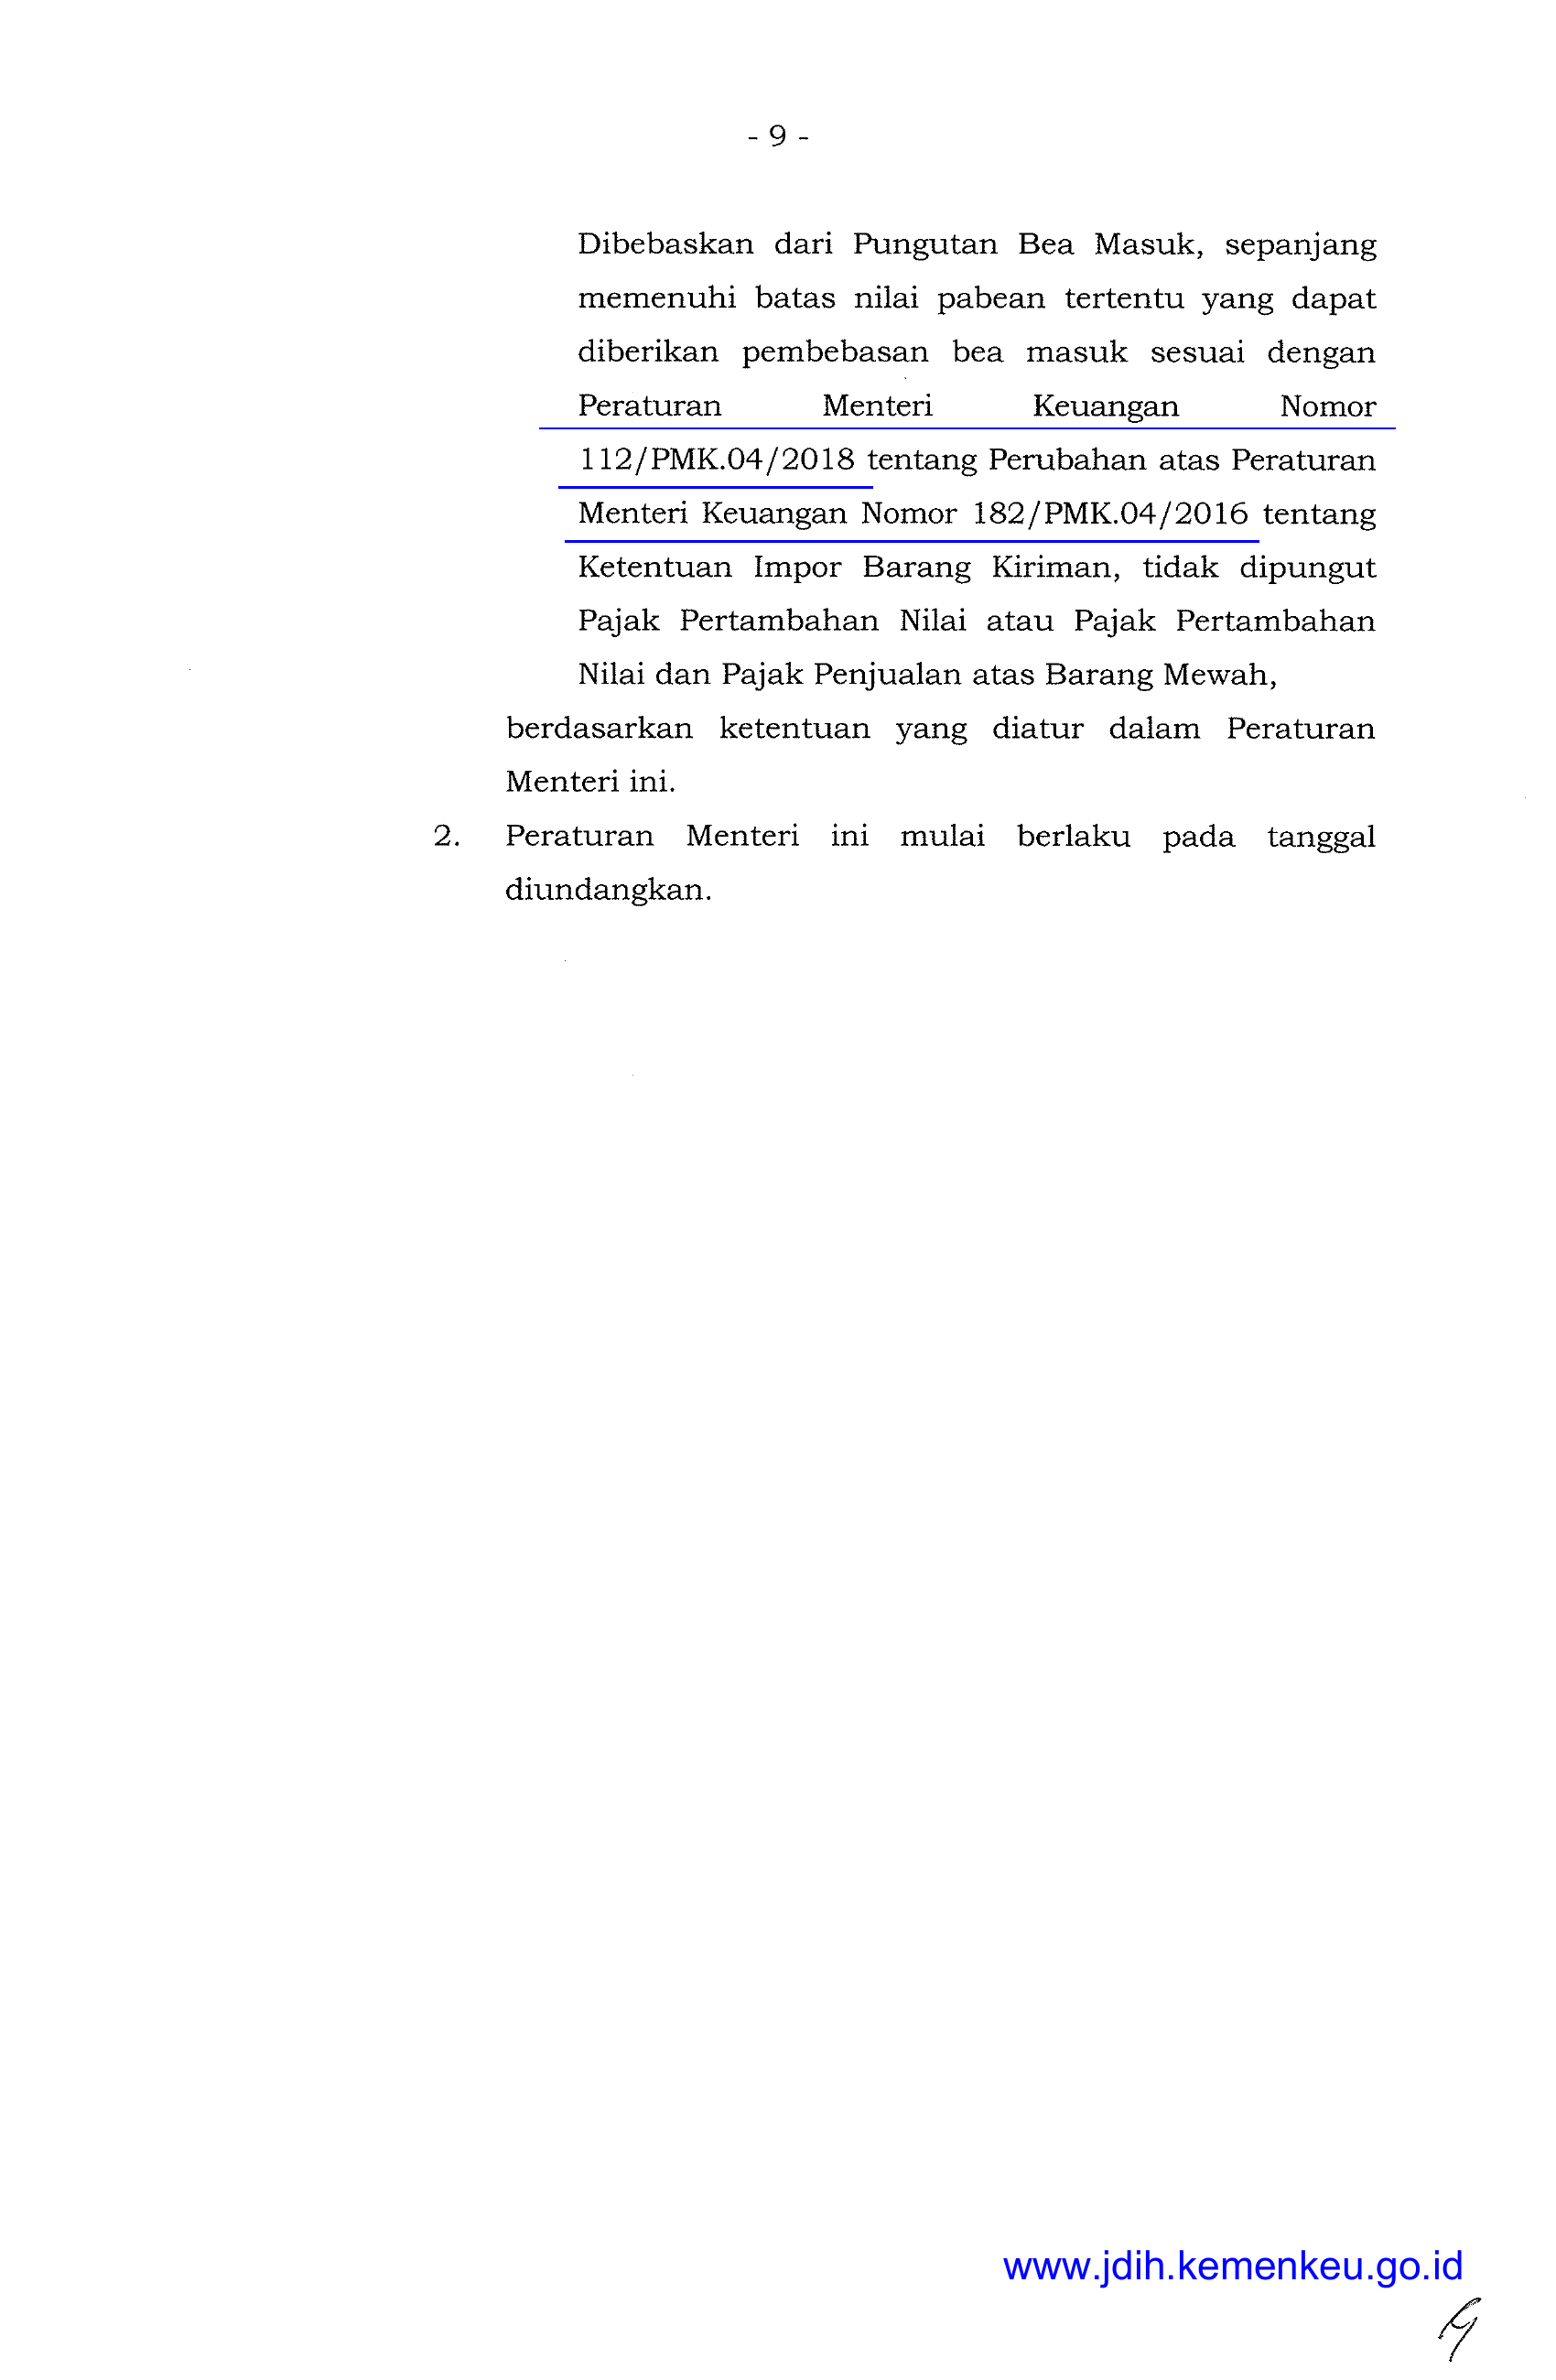 - 9 -
Dibebaskan dari Pungutan Bea Masuk, sepanjang
memenuhi batas nilai pabean tertentu yang dapat
diberikan pembebasan bea masuk sesuai dengan
Peraturan Menteri Keuangan Nomor
112/PMK.04/2018 tentang Perubahan atas Peraturan
Menteri Keuangan Nomor 182/PMK.04/2016 tentang
Ketentuan Impor Barang Kiriman, tidak dipungut
Pajak Pertambahan Nilai atau Pajak Pertambahan
Nilai dan Pajak Penjualan atas Barang Mewah,
berdasarkan ketentuan yang diatur dalam Peraturan
Menteri ini.
2. Peraturan Menteri ini mulai berlaku pada tanggal
diundangkan.
www.jdih.kemenkeu.go.id